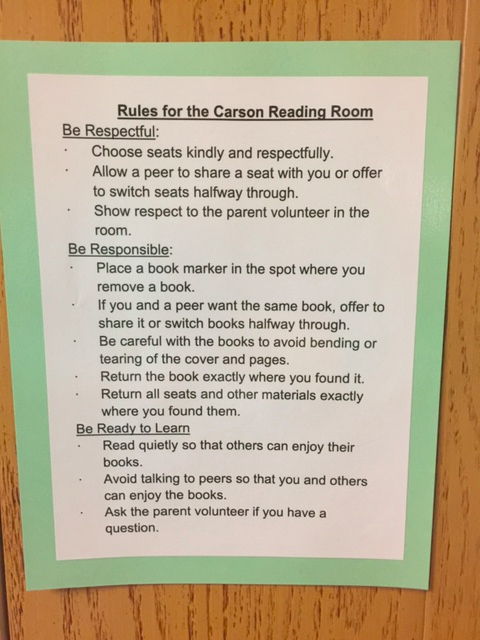 Rules for the Carson Reading Room
Be Respectful:
· Choose seats kindly and respectfully.
· Allow a peer to share a seat with you or offer
to switch seats halfway through.
· Show respect to the parent volunteer in the
room.
Be Responsible:
· Place a book marker in the spot where you
remove a book.
· If you and a peer want the same book, offer to
share it or switch books halfway through.
· Be careful with the books to avoid bending or
tearing of the cover and pages.
· Return the book exactly where you found it.
· Return all seats and other materials exactly
where you found them.
Be Ready to Learn
· Read quietly so that others can enjoy their
books.
· Avoid talking to peers so that you and others
can enjoy the books.
· Ask the parent volunteer if you have a
question.